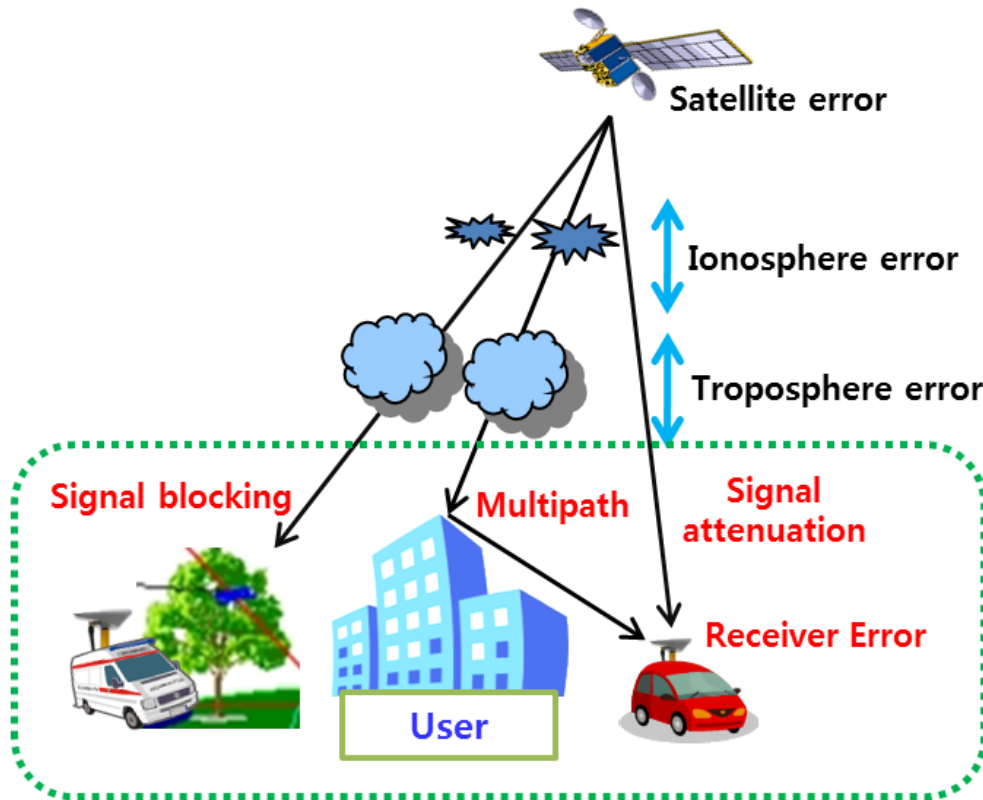 Satellite error
Ionosphere error
Troposphere error
Signal blocking
Multipath
Signal
attenuation
Receiver Error
User